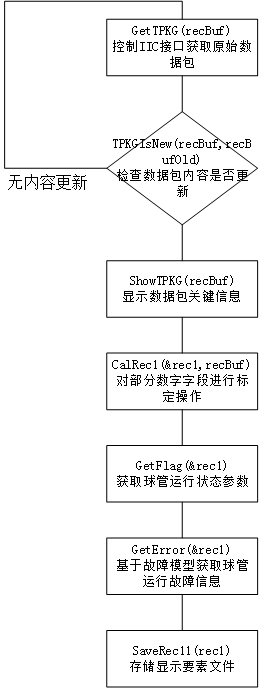 GetTPKG(recBuf)
控制IIC接口获取原始数
据包
TPKGIsNew(recBuf,recB
ufOld)
检查数据包内容是否更
新
无内容更新
ShowTPKG(recBuf)
显示数据包关键信息
CalRec1(&rec1,recBuf)
对部分数字字段进行标
定操作
GetFlag(&rec1)
获取球管运行状态参数
GetError(&rec1)
基于故障模型获取球管
运行故障信息
SaveRec11(rec1)
存储显示要素文件